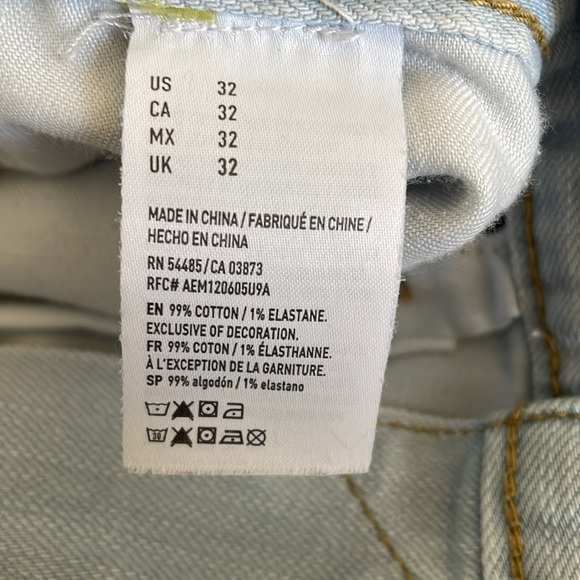 US 32
CA 32
MX 32
UK 32
MADE IN CHINA / FABRIQUÉ EN CHINE /
HECHO EN CHINA
RN 54485 / CA 03873
RFC# AEM120605U9A
EN 99% COTTON / 1% ELASTANE.
EXCLUSIVE OF DECORATION.
FR 99% COTON / 1% ÉLASTHANNE.
À L'EXCEPTION DE LA GARNITURE.
SP 99% algodón / 1% elastano
30